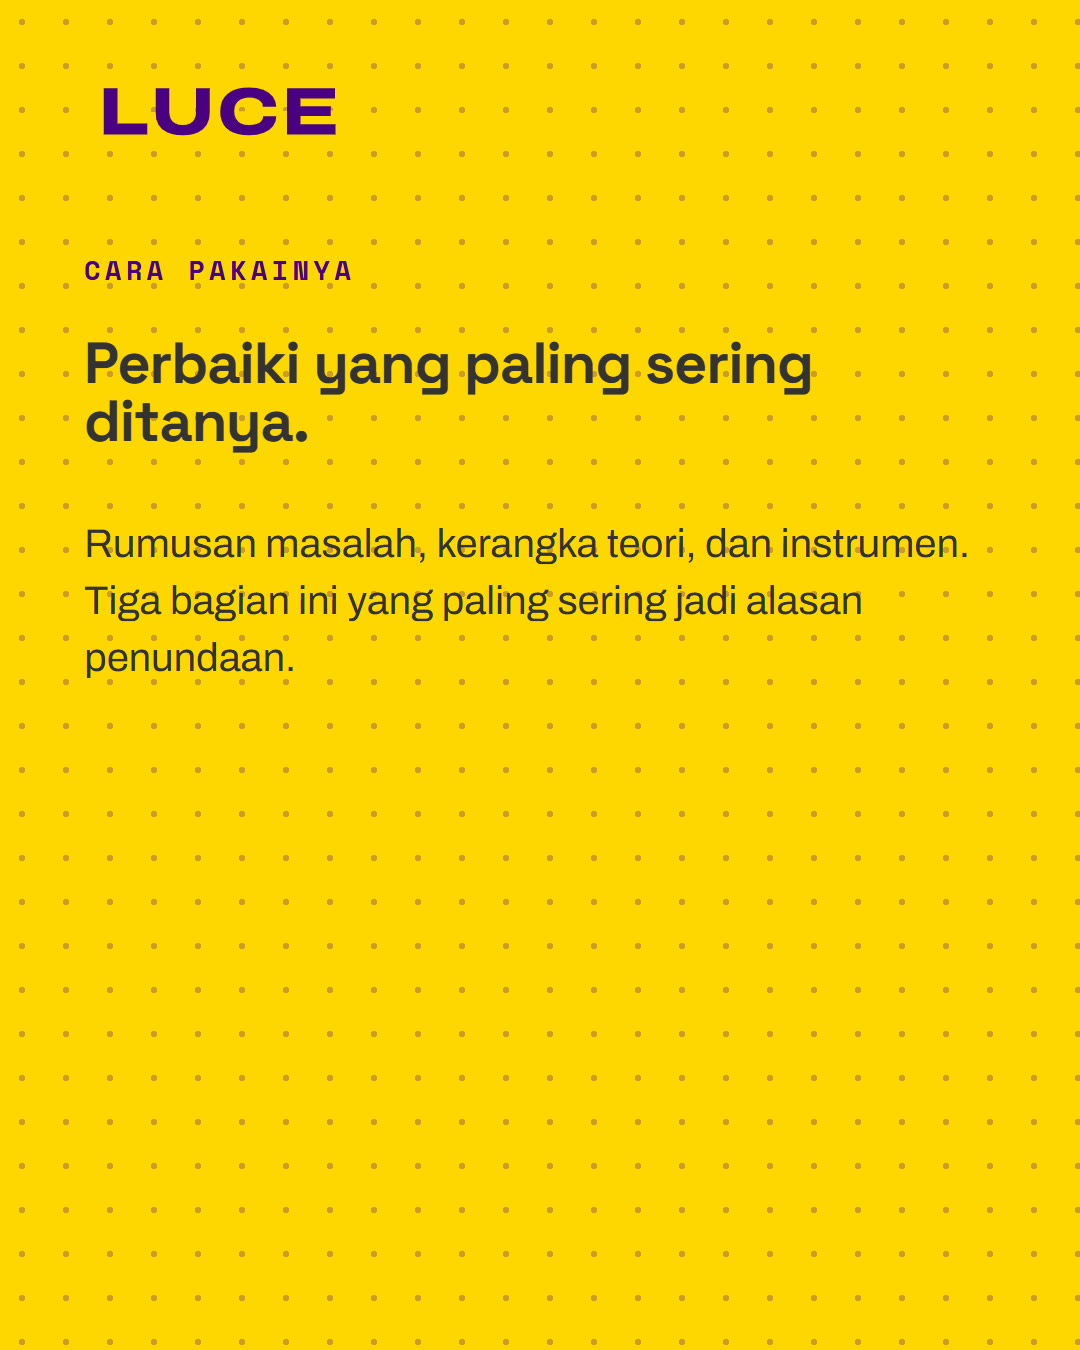 LUCE
CARA PAKAINYA
Perbaiki yang paling sering
ditanya.
Rumusan masalah, kerangka teori, dan instrumen.
Tiga bagian ini yang paling sering jadi alasan
penundaan.